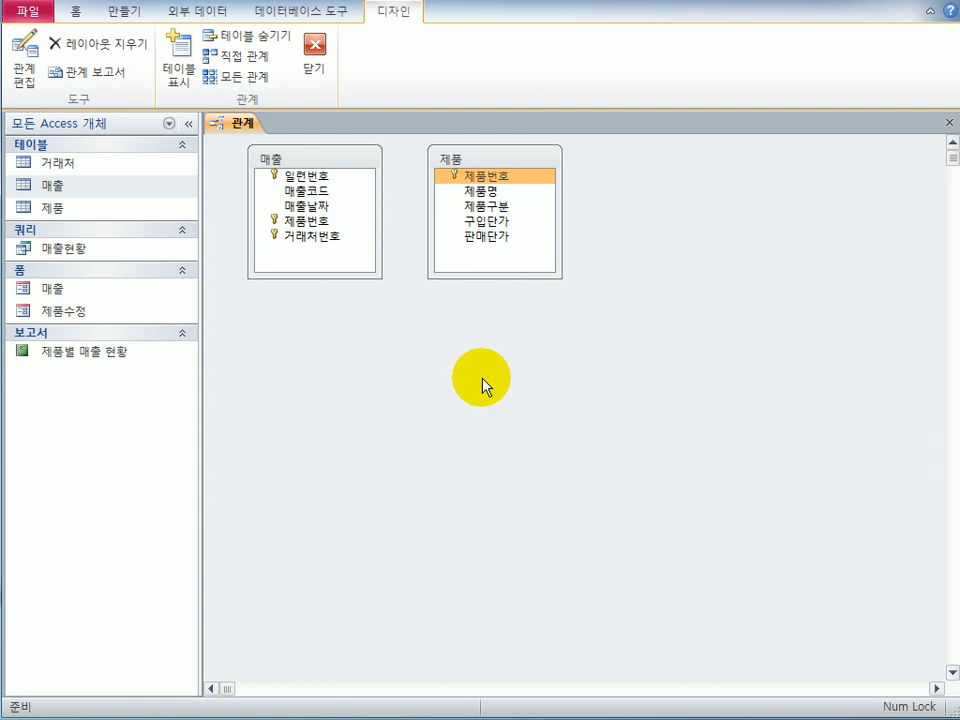 파일 홈 만들기 외부 데이터 데이터베이스 도구 디자인
관계 편집
레이아웃 지우기
관계 보고서
도구
테이블 표시
테이블 숨기기
직접 관계
모든 관계
닫기
관계
모든 Access 개체
테이블
거래처
매출
제품
쿼리
매출현황
폼
매출
제품수정
보고서
제품별 매출 현황
관계
매출
일련번호
매출코드
매출날짜
제품번호
거래처번호
제품
제품번호
제품명
제품구분
구입단가
판매단가
준비
Num Lock